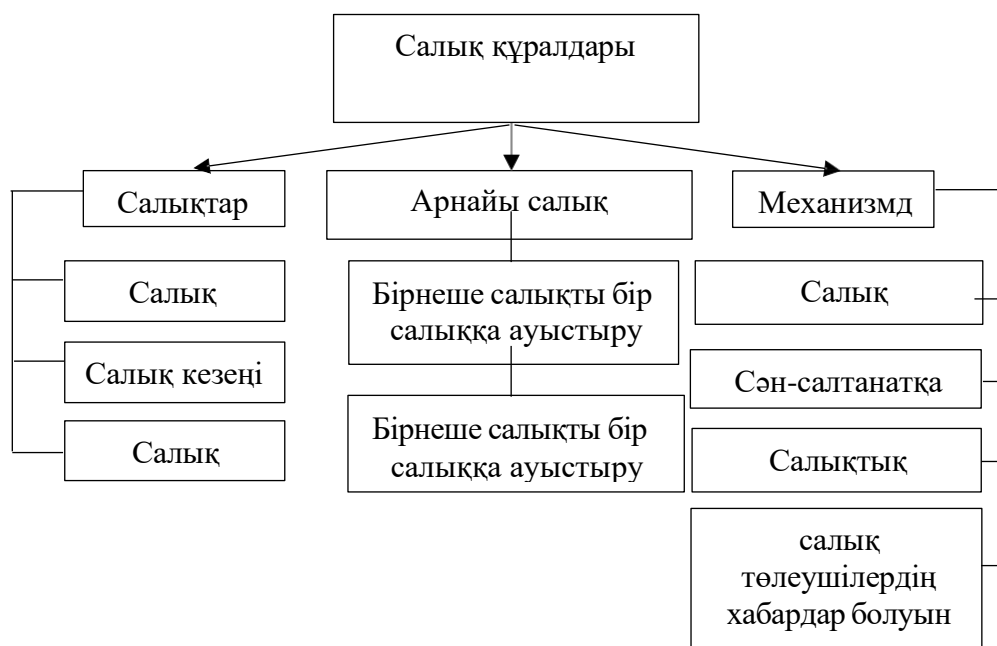 Салық құралдары
Салықтар
Арнайы салық
Механизмд
Салық
Салық кезеңі
Салық
Бірнеше салықты бір
салыққа ауыстыру
Бірнеше салықты бір
салыққа ауыстыру
Салық
Сән-салтанатқа
Салықтық
салық
төлеушілердің
хабардар болуын